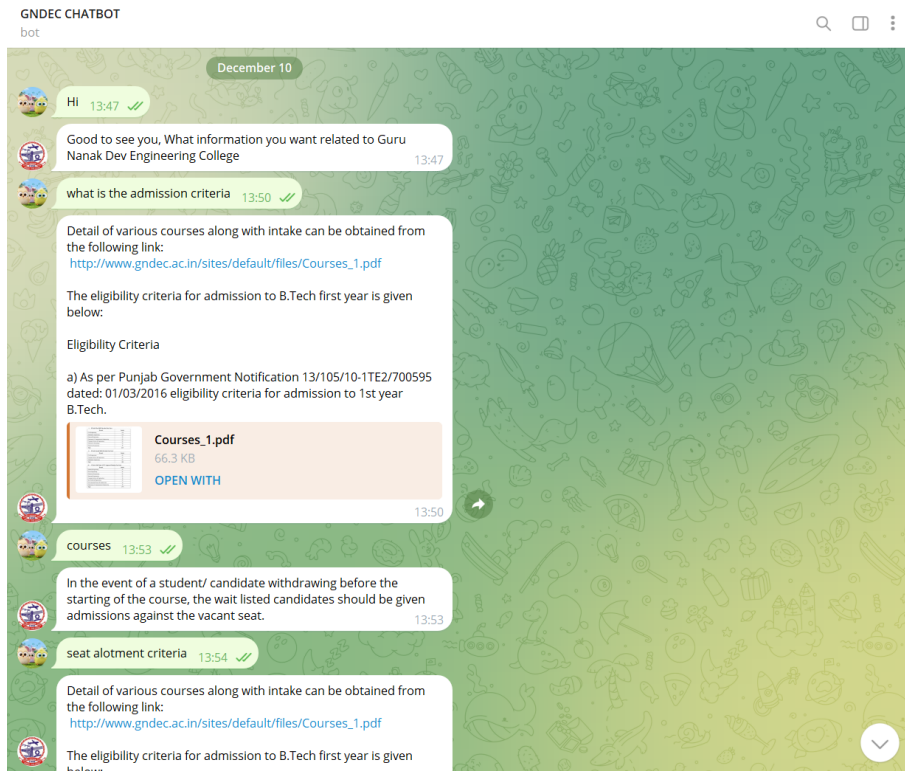 GNDEC CHATBOT
bot
December 10
Hi 13:47
Good to see you, What information you want related to Guru
Nanak Dev Engineering College 13:47
what is the admission criteria 13:50
Detail of various courses along with intake can be obtained from
the following link:
http://www.gndec.ac.in/sites/default/files/Courses_1.pdf
The eligibility criteria for admission to B.Tech first year is given
below:
Eligibility Criteria
a) As per Punjab Government Notification 13/105/10-1TE2/700595
dated: 01/03/2016 eligibility criteria for admission to 1st year
B.Tech.
Courses_1.pdf
66.3 KB
OPEN WITH
13:50
courses 13:53
In the event of a student/ candidate withdrawing before the
starting of the course, the wait listed candidates should be given
admissions against the vacant seat. 13:53
seat alotment criteria 13:54
Detail of various courses along with intake can be obtained from
the following link:
http://www.gndec.ac.in/sites/default/files/Courses_1.pdf
The eligibility criteria for admission to B.Tech first year is given
below: